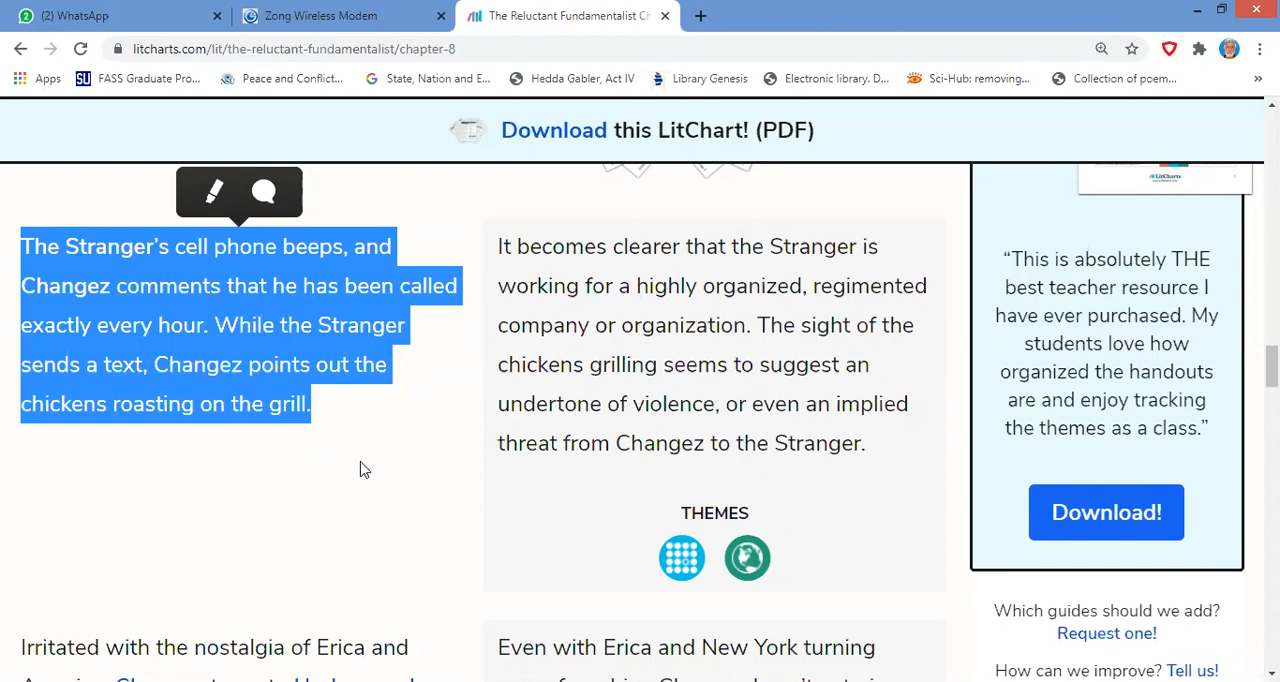 (2) WhatsApp
Zong Wireless Modem
The Reluctant Fundamentalist Ch
litcharts.com/lit/the-reluctant-fundamentalist/chapter-8
Apps
FASS Graduate Pro...
Peace and Conflict...
State, Nation and E...
Hedda Gabler, Act IV
Library Genesis
Electronic library. D...
Sci-Hub: removing...
Collection of poem...
»
Download this LitChart! (PDF)
The Stranger's cell phone beeps, and
Changez comments that he has been called
exactly every hour. While the Stranger
sends a text, Changez points out the
chickens roasting on the grill.
It becomes clearer that the Stranger is
working for a highly organized, regimented
company or organization. The sight of the
chickens grilling seems to suggest an
undertone of violence, or even an implied
threat from Changez to the Stranger.
THEMES
Irritated with the nostalgia of Erica and
Even with Erica and New York turning
LitCharts
“This is absolutely THE
best teacher resource I
have ever purchased. My
students love how
organized the handouts
are and enjoy tracking
the themes as a class.”
Download!
Which guides should we add?
Request one!
How can we improve? Tell us!